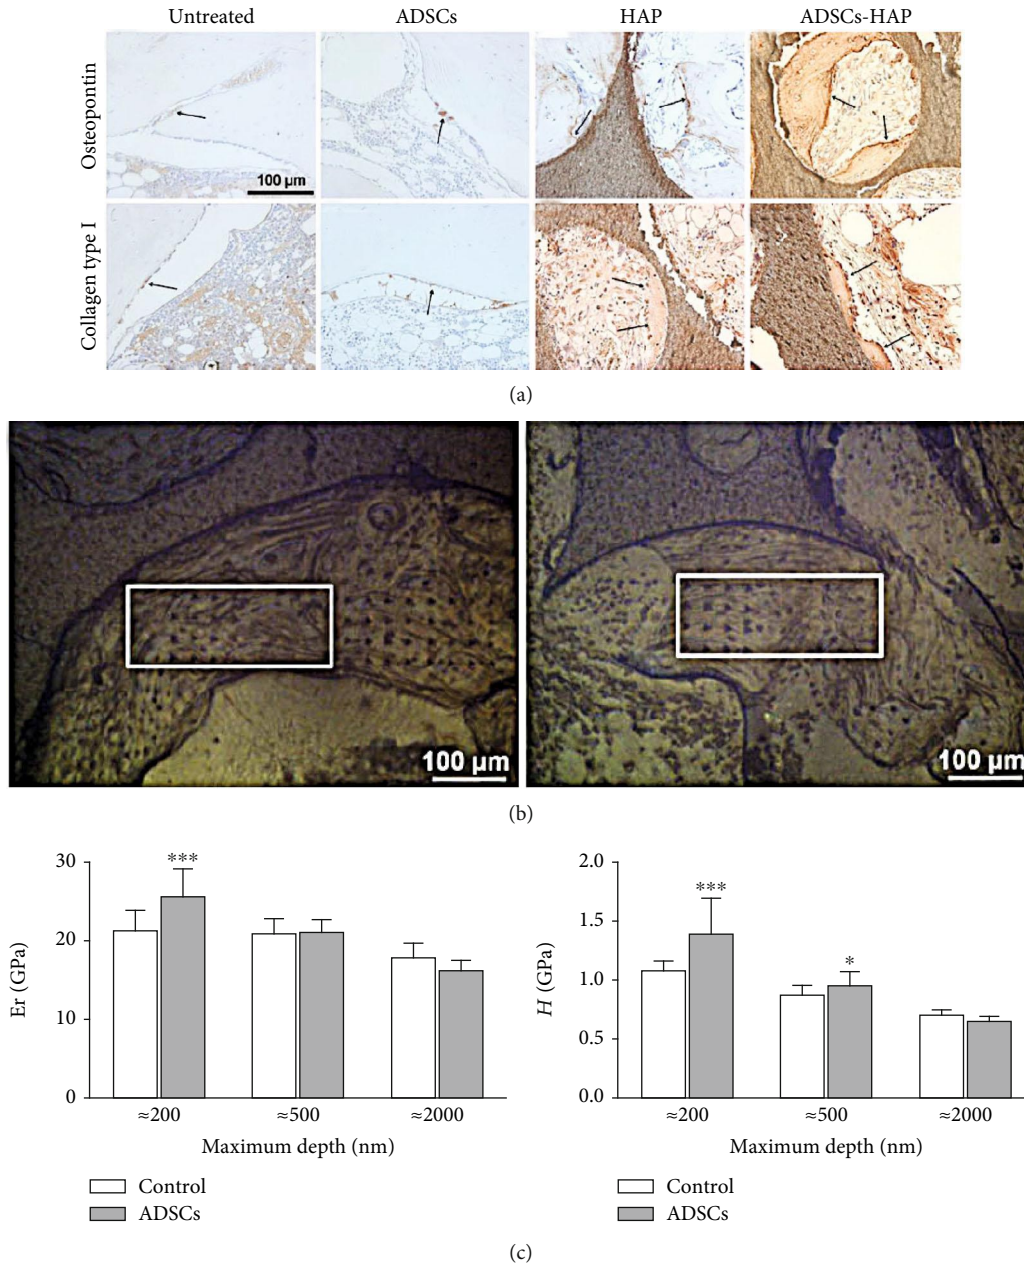 Untreated ADSCs HAP ADSCs-HAP
Osteopontin
100 µm
Collagen type I
(a)
100 µm 100 µm
(b)
30
20
10
0
Er (GPa)
***
≈200 ≈500 ≈2000
Maximum depth (nm)
Control
ADSCs
2.0
1.5
1.0
0.5
0.0
H (GPa)
***
*
≈200 ≈500 ≈2000
Maximum depth (nm)
Control
ADSCs
(c)